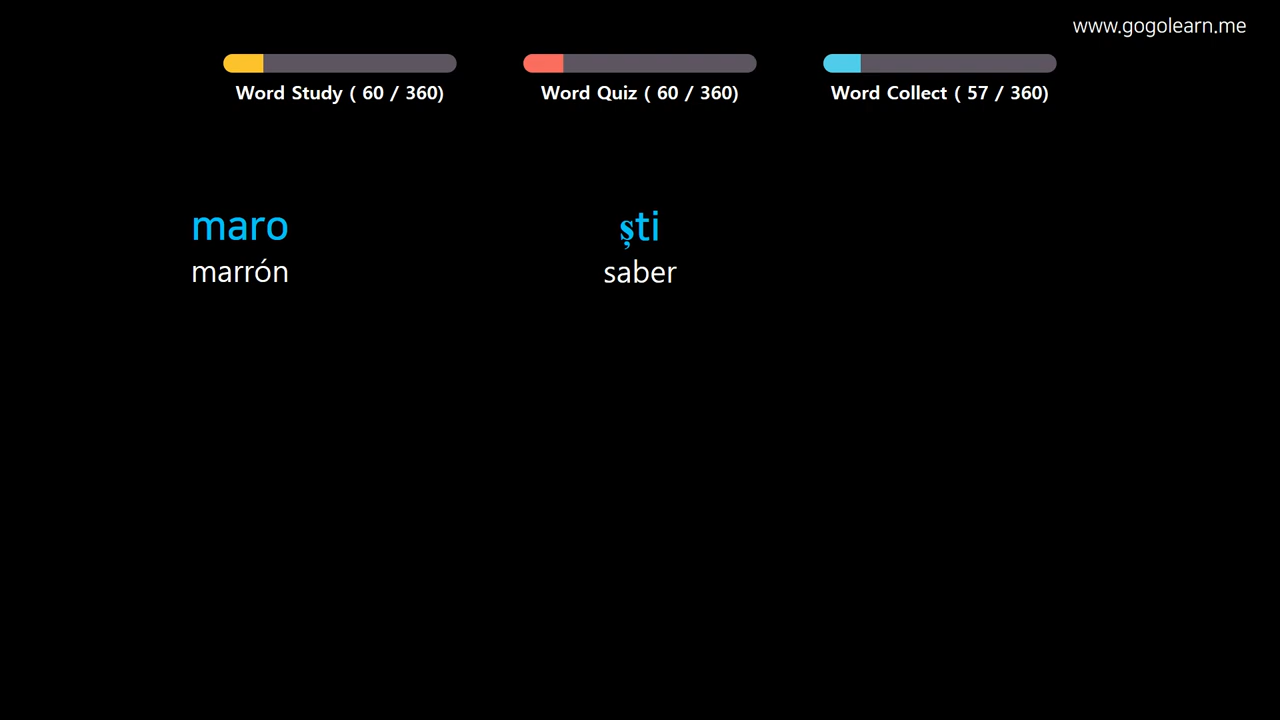 www.gogolearn.me
Word Study ( 60 / 360)
Word Quiz ( 60 / 360)
Word Collect ( 57 / 360)
maro
marrón
ști
saber